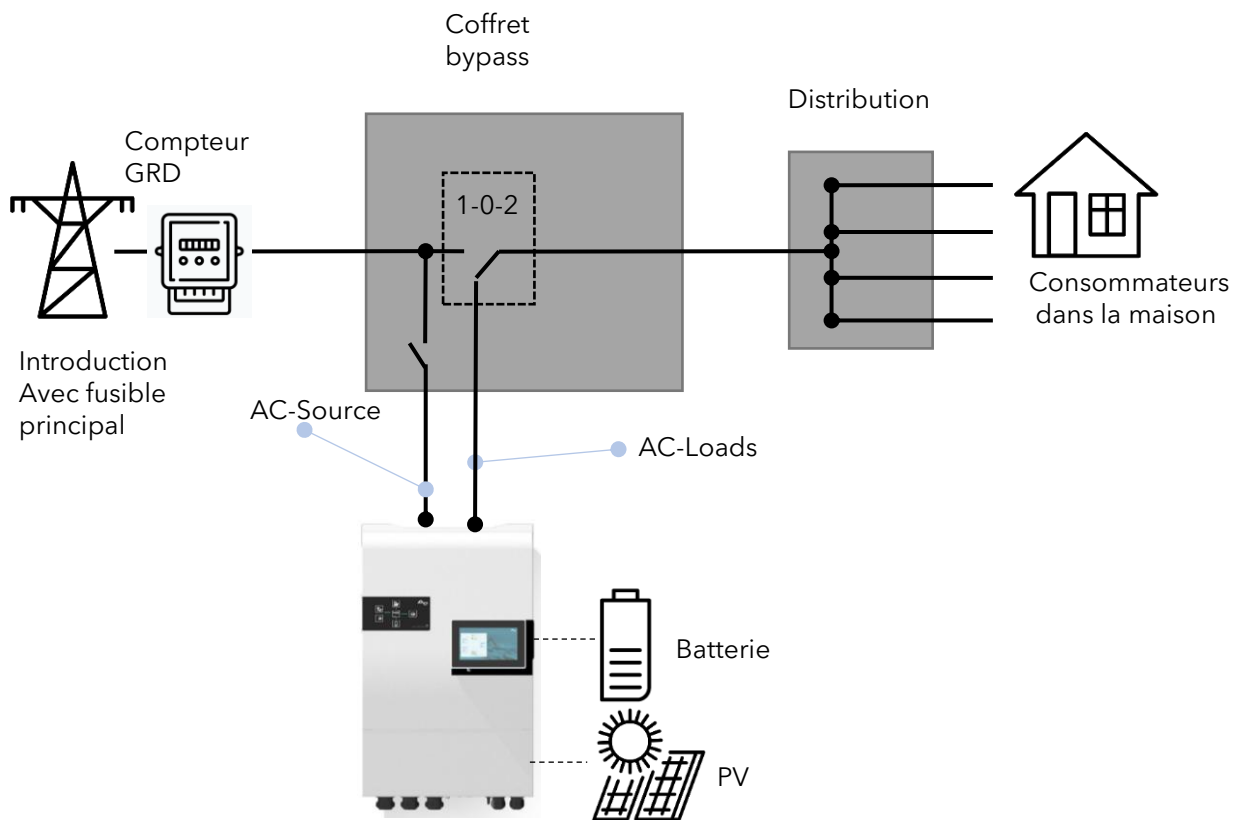 Coffret
bypass
Distribution
Compteur
GRD
1-0-2
Consommateurs
dans la maison
Introduction
Avec fusible
principal
AC-Source
AC-Loads
Batterie
PV